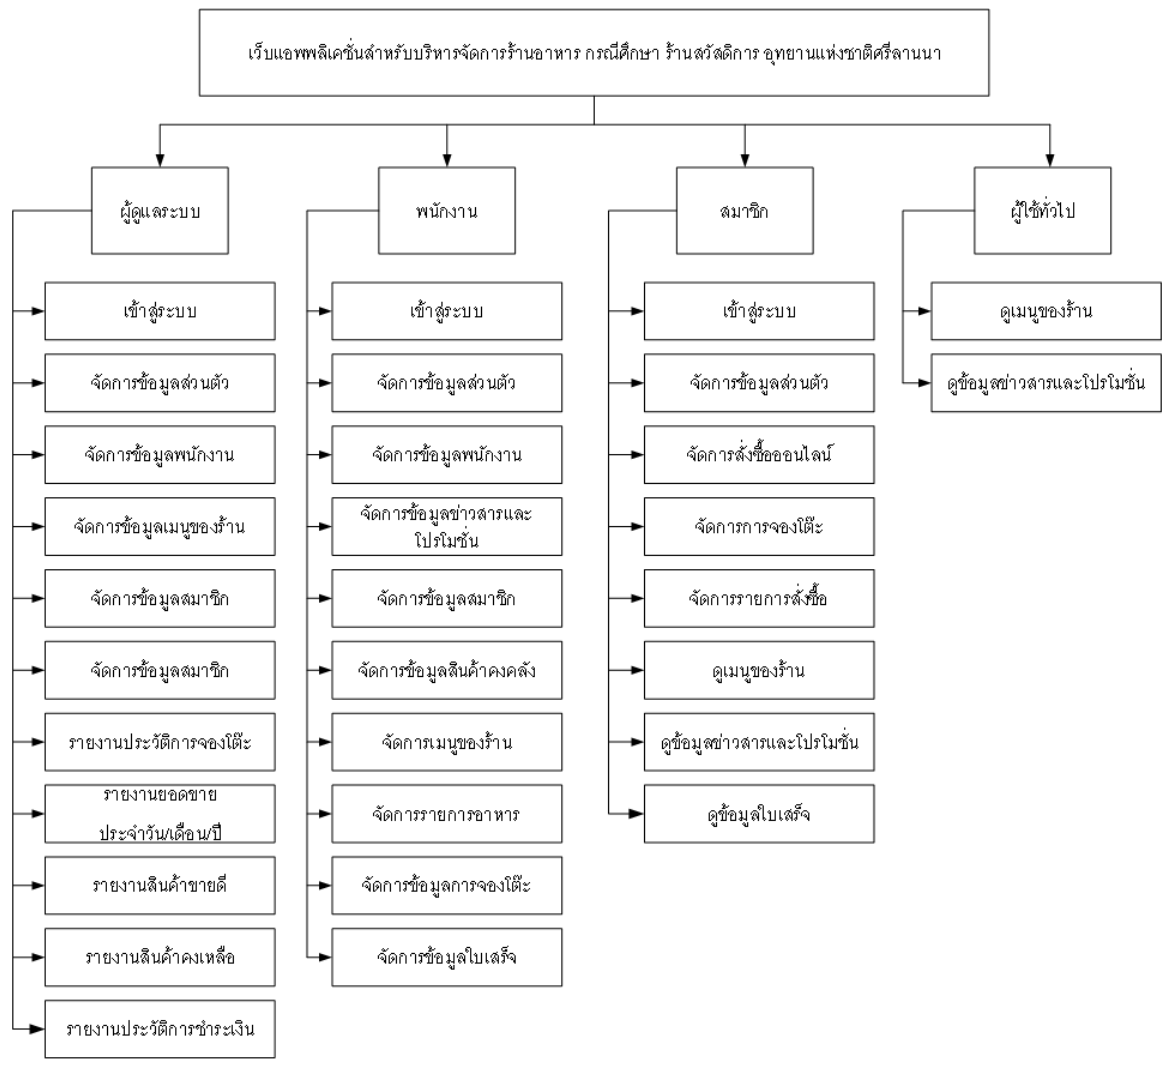 เว็บแอพพลิเคชั่นสำหรับบริหารจัดการร้านอาหาร กรณีศึกษา ร้านสวัสดิการ อุทยานแห่งชาติศรีลานนา
ผู้ดูแลระบบ
เข้าสู่ระบบ
จัดการข้อมูลส่วนตัว
จัดการข้อมูลพนักงาน
จัดการข้อมูลเมนูของร้าน
จัดการข้อมูลสมาชิก
จัดการข้อมูลสมาชิก
รายงานประวัติการจองโต๊ะ
รายงานยอดขาย
ประจำวัน/เดือน/ปี
รายงานสินค้าขายดี
รายงานสินค้าคงเหลือ
รายงานประวัติการชำระเงิน
พนักงาน
เข้าสู่ระบบ
จัดการข้อมูลส่วนตัว
จัดการข้อมูลพนักงาน
จัดการข้อมูลข่าวสารและ
โปรโมชั่น
จัดการข้อมูลสมาชิก
จัดการข้อมูลสินค้าคงคลัง
จัดการเมนูของร้าน
จัดการรายการอาหาร
จัดการข้อมูลการจองโต๊ะ
จัดการข้อมูลใบเสร็จ
สมาชิก
เข้าสู่ระบบ
จัดการข้อมูลส่วนตัว
จัดการสั่งซื้อออนไลน์
จัดการการจองโต๊ะ
จัดการรายการสั่งซื้อ
ดูเมนูของร้าน
ดูข้อมูลข่าวสารและโปรโมชั่น
ดูข้อมูลใบเสร็จ
ผู้ใช้ทั่วไป
ดูเมนูของร้าน
ดูข้อมูลข่าวสารและโปรโมชั่น